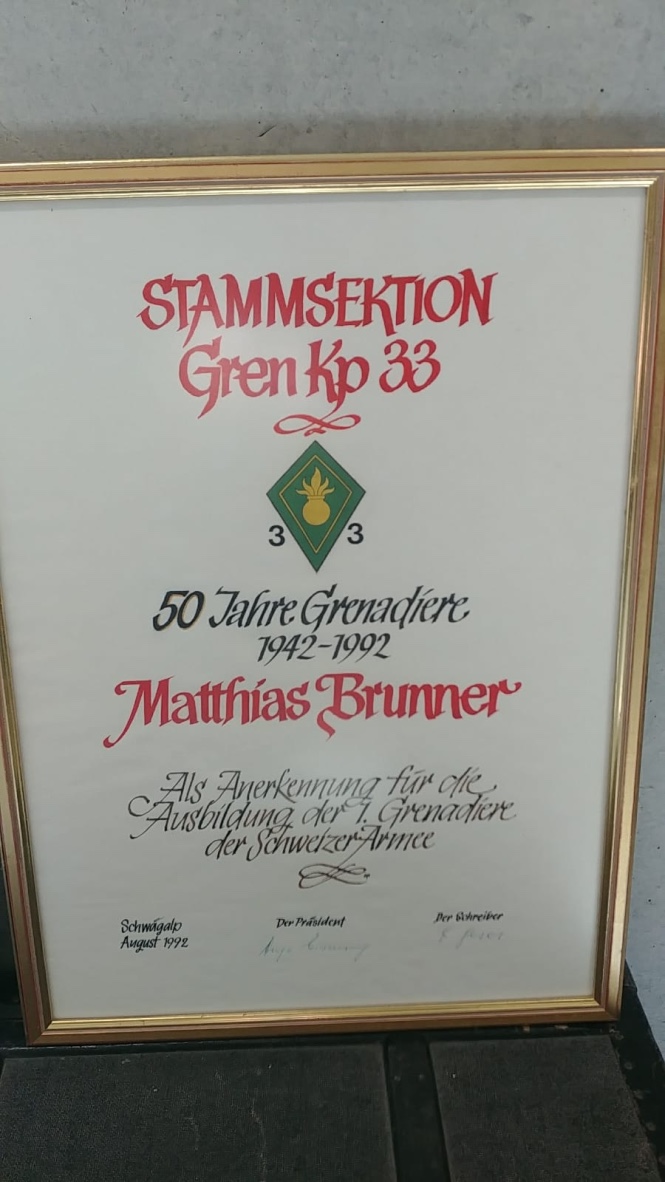 STAMMSEKTION
Gren Kp 33
3 3
50 Jahre Grenadiere
1942-1992
Matthias Brunner
Als Anerkennung für die
Ausbildung der 1. Grenadiere
der Schweizer Armee
Schwägalp
August 1992
Der Präsident
Der Schreiber